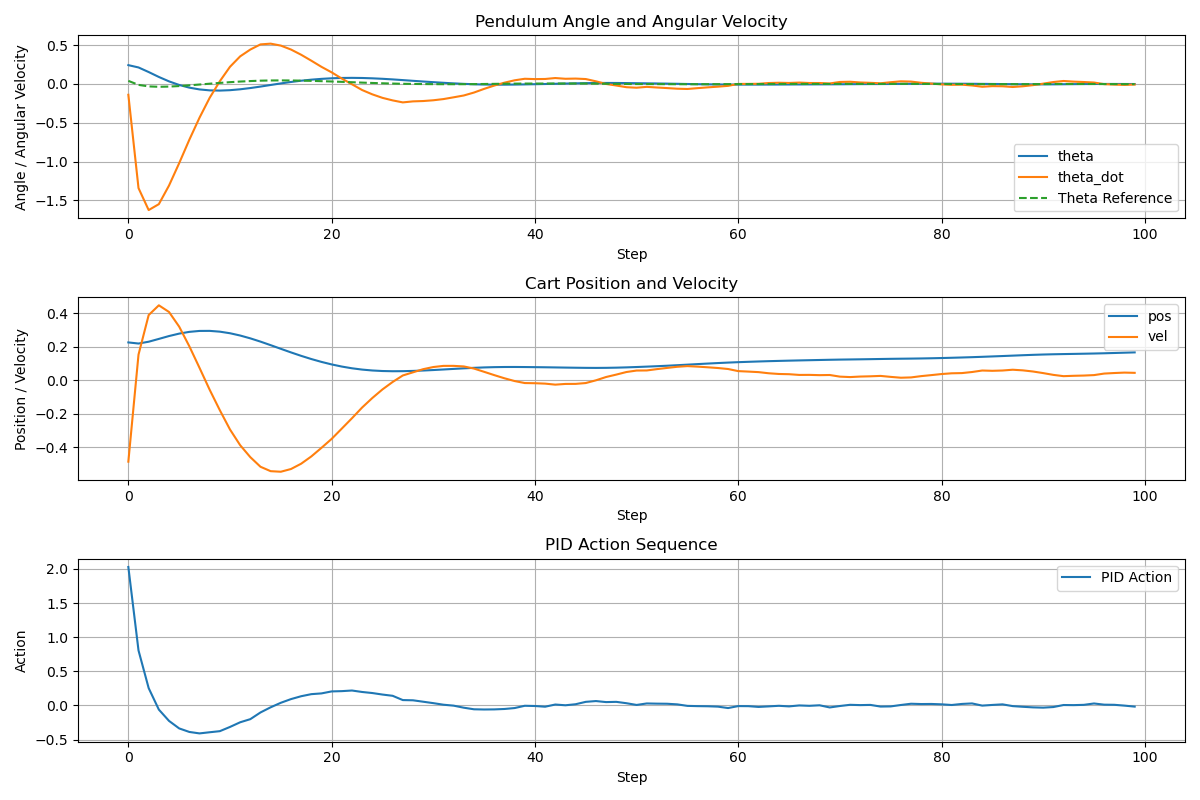 Pendulum Angle and Angular Velocity
Angle / Angular Velocity
0.5
0.0
−0.5
−1.0
−1.5
theta
theta_dot
Theta Reference
0 20 40 60 80 100
Step
Cart Position and Velocity
Position / Velocity
0.4
0.2
0.0
−0.2
−0.4
pos
vel
0 20 40 60 80 100
Step
PID Action Sequence
Action
2.0
1.5
1.0
0.5
0.0
−0.5
PID Action
0 20 40 60 80 100
Step